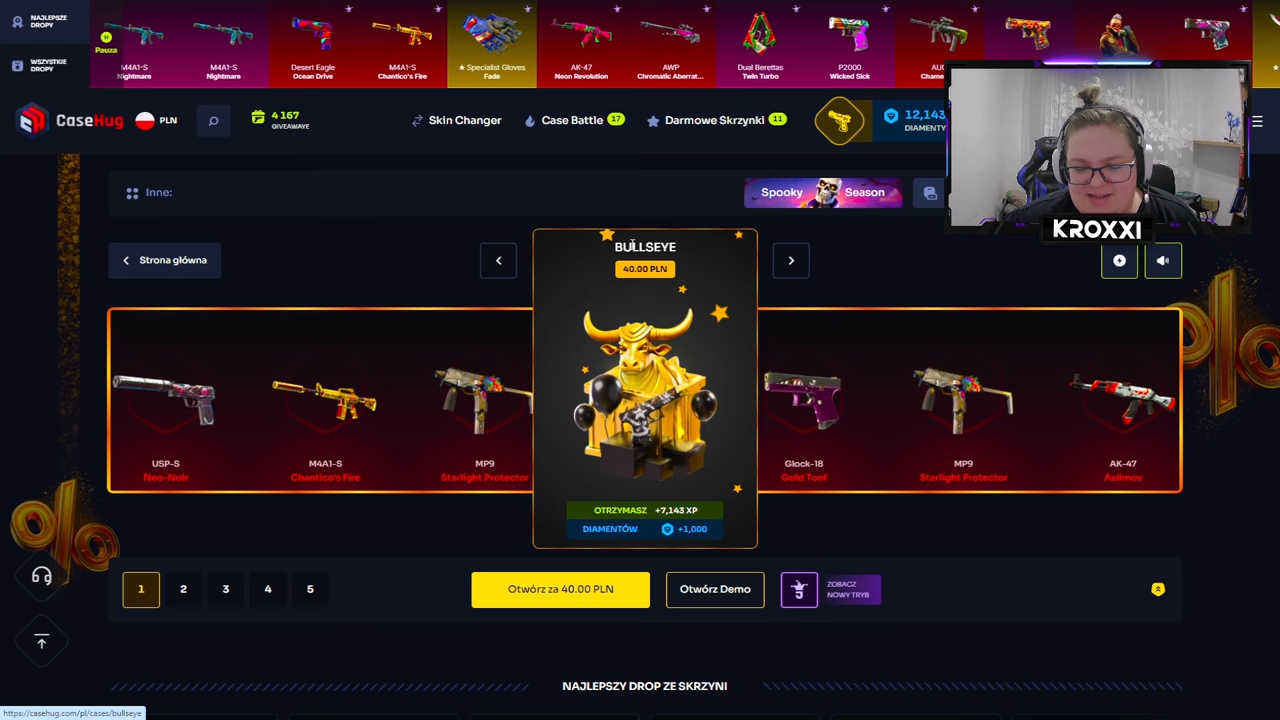 NAJLEPSZE
DROPY
WSZYSTKIE
DROPY
Pauza
M4A1-S
Nightmare
M4A1-S
Nightmare
Desert Eagle
Ocean Drive
M4A1-S
Chantico's Fire
★ Specialist Gloves
Fade
AK-47
Neon Revolution
AWP
Chromatic Aberrat...
Dual Berettas
Twin Turbo
P2000
Wicked Sick
CaseHug
PLN
4 167
GIVEAWAYE
Skin Changer
Case Battle 17
Darmowe Skrzynki 11
12,143
DIAMENTY
KROXXI
Inne:
Spooky Season
Strona główna
BULLSEYE
40.00 PLN
USP-S
Neo-Noir
M4A1-S
Chantico's Fire
MP9
Starlight Protector
Glock-18
Gold Toof
MP9
Starlight Protector
AK-47
Asiimov
OTRZYMASZ +7,143 XP
DIAMENTÓW +1,000
1 2 3 4 5
Otwórz za 40.00 PLN
Otwórz Demo
ZOBACZ
NOWY TRYB
NAJLEPSZY DROP ZE SKRZYNI
https://casehug.com/pl/cases/bullseye